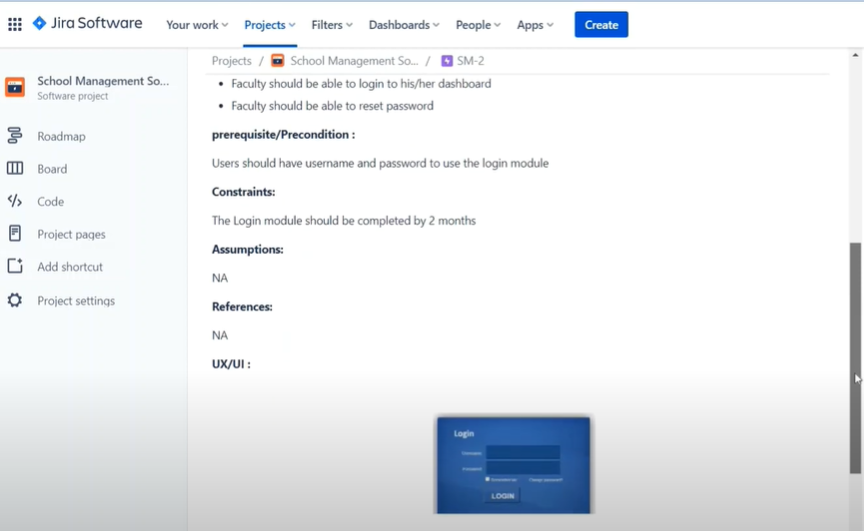 Jira Software Your work Projects Filters Dashboards People Apps Create
Projects / School Management So... / SM-2
School Management So...
Software project
Roadmap
Board
Code
Project pages
Add shortcut
Project settings
• Faculty should be able to login to his/her dashboard
• Faculty should be able to reset password
prerequisite/Precondition :
Users should have username and password to use the login module
Constraints:
The Login module should be completed by 2 months
Assumptions:
NA
References:
NA
UX/UI :
Login
LOGIN